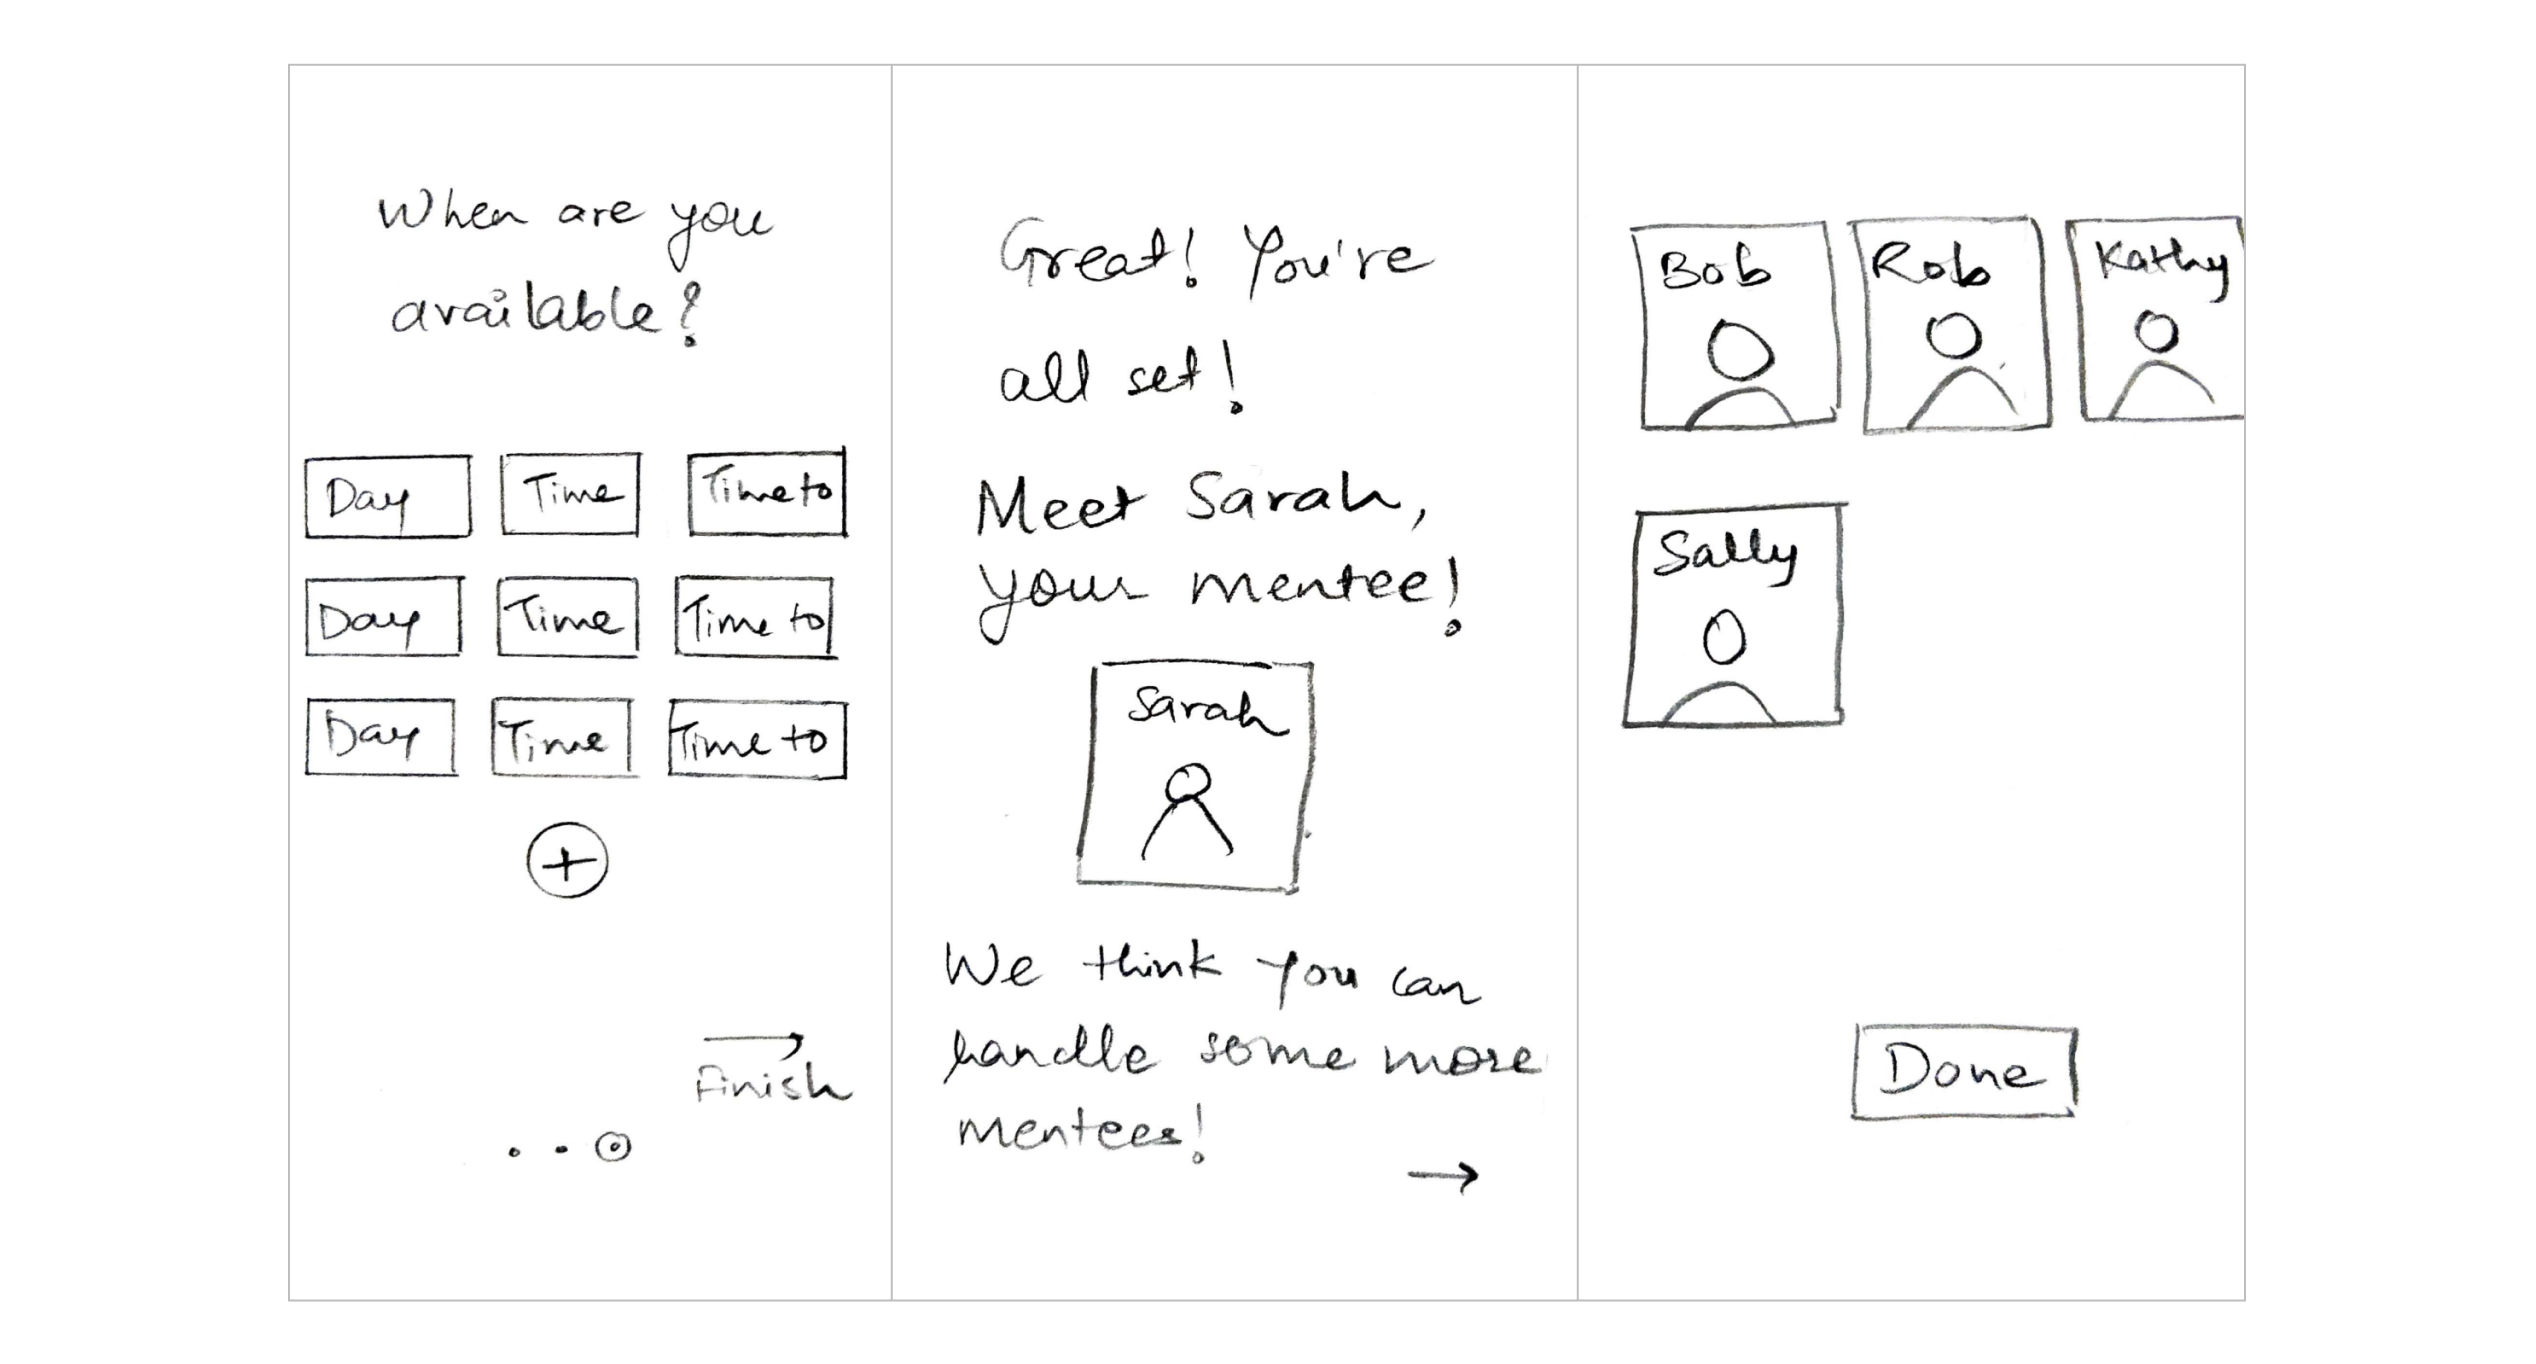 When are you
available?
Day Time Time to
Day Time Time to
Day Time Time to
+
Finish
Great! You're
all set!
Meet Sarah,
your mentee!
Sarah
We think you can
handle some more
mentees!
Bob Rob Kathy
Sally
Done